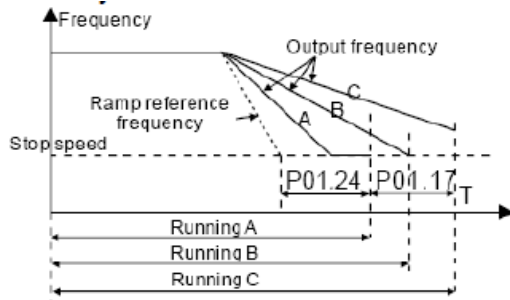 Frequency
Output frequency
C
Ramp reference
frequency
A
B
Stop speed
P01.24
P01.17
T
Running A
Running B
Running C